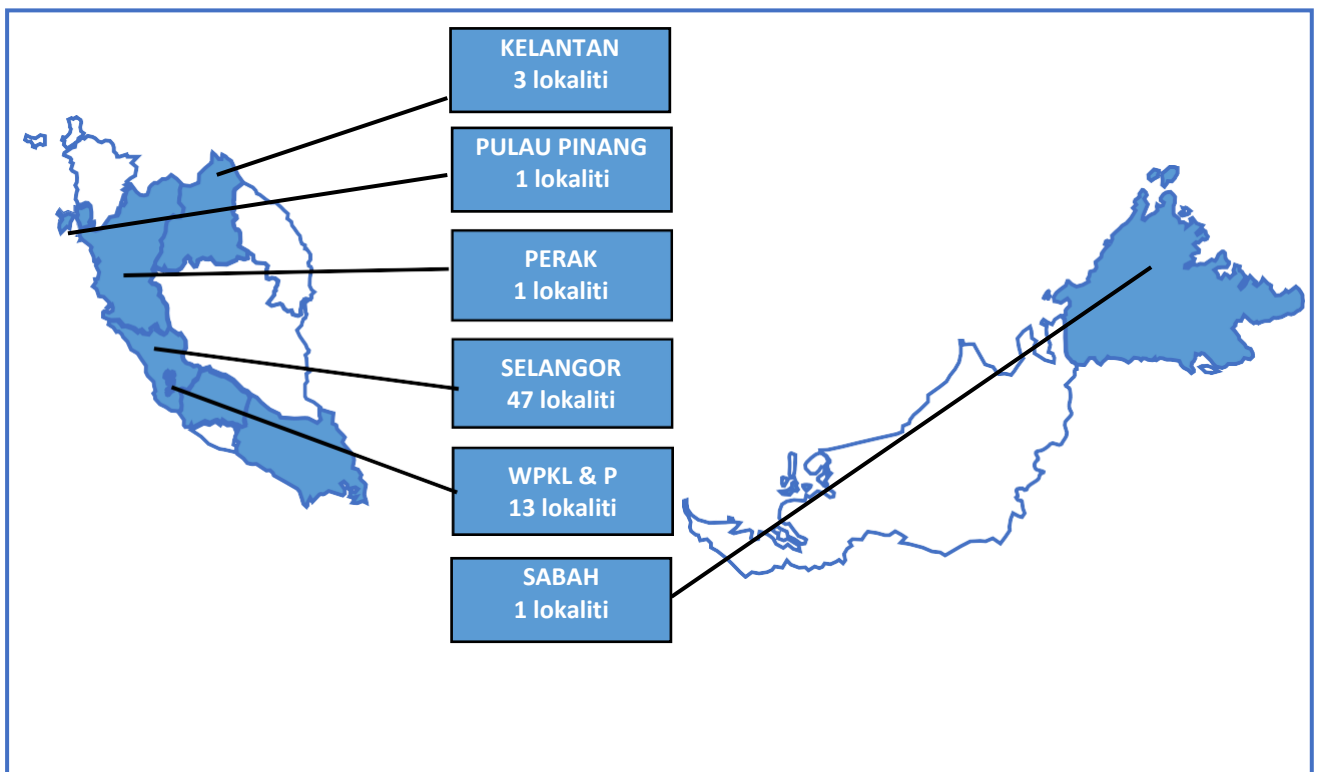 KELANTAN
3 lokaliti
PULAU PINANG
1 lokaliti
PERAK
1 lokaliti
SELANGOR
47 lokaliti
WPKL & P
13 lokaliti
SABAH
1 lokaliti